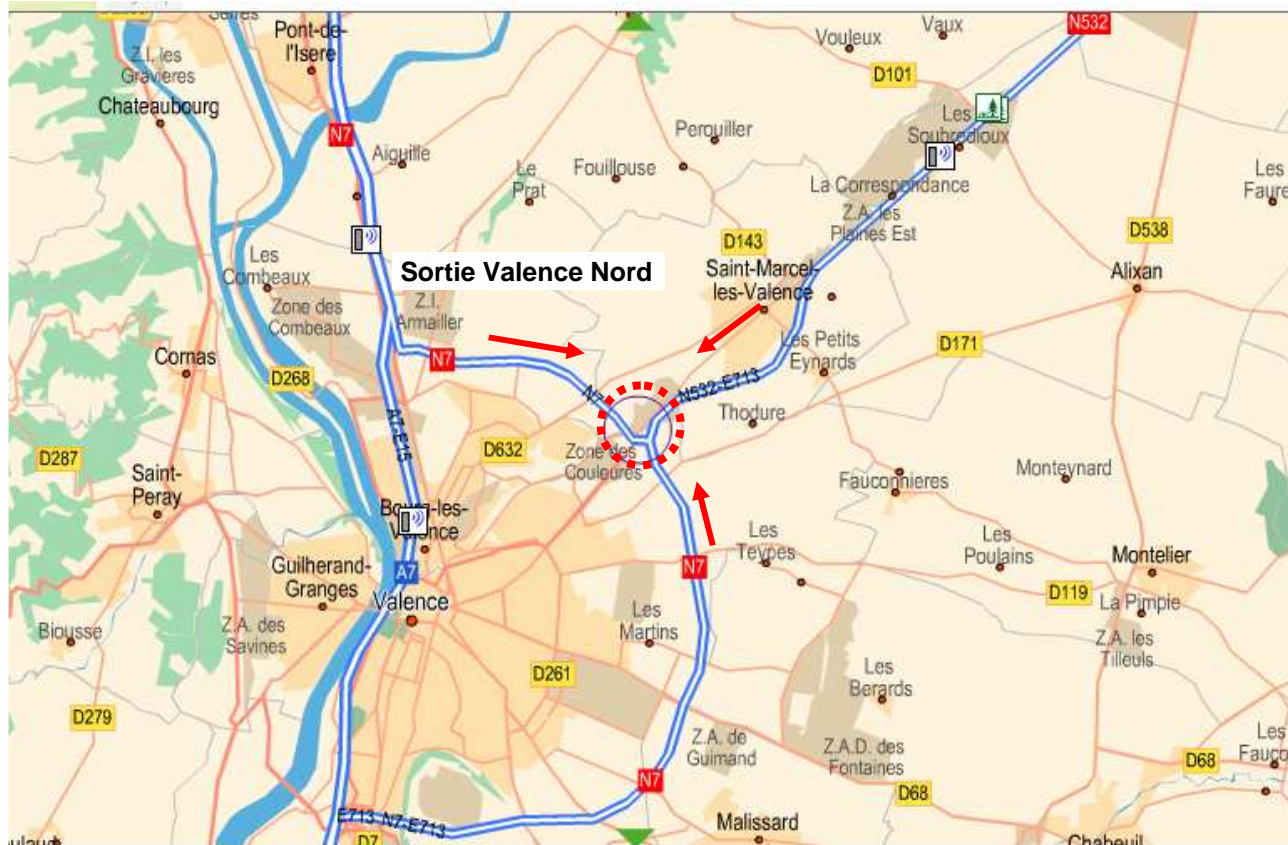 Serres
N532
Pont-de-
l'Isere
Vaux
Vouleux
Z.I. les
Gravieres
D101
Chateaubourg
Les
Soubredioux
N7
Perouiller
Aiguille
Fouillouse
Le
Prat
Les
Faure
La Correspondance
Z.A. les
Plaines Est
D538
D143
Les
Combeaux
Sortie Valence Nord
Saint-Marcel-
les-Valence
Alixan
Zone des
Combeaux
Z.I.
Armailler
Cornas
N7
Les Petits
Eynards
D171
D268
N7
N532-E713
A7-E15
Thodure
D632
Zone des
Couleures
D287
Saint-
Peray
Fauconnieres
Monteynard
Bourg-les-
Valence
Les
Teypes
Les
Poulains
Montelier
Guilherand-
Granges
A7
N7
Valence
D119
La Pimpie
Biousse
Z.A. des
Savines
Les
Martins
Z.A. les
Tilleuls
D261
Les
Berards
D279
Z.A. de
Guimand
Z.A.D. des
Fontaines
Les
Fauco
D68
N7
D68
E713 N7-E713
Malissard
D7
Chabeuil